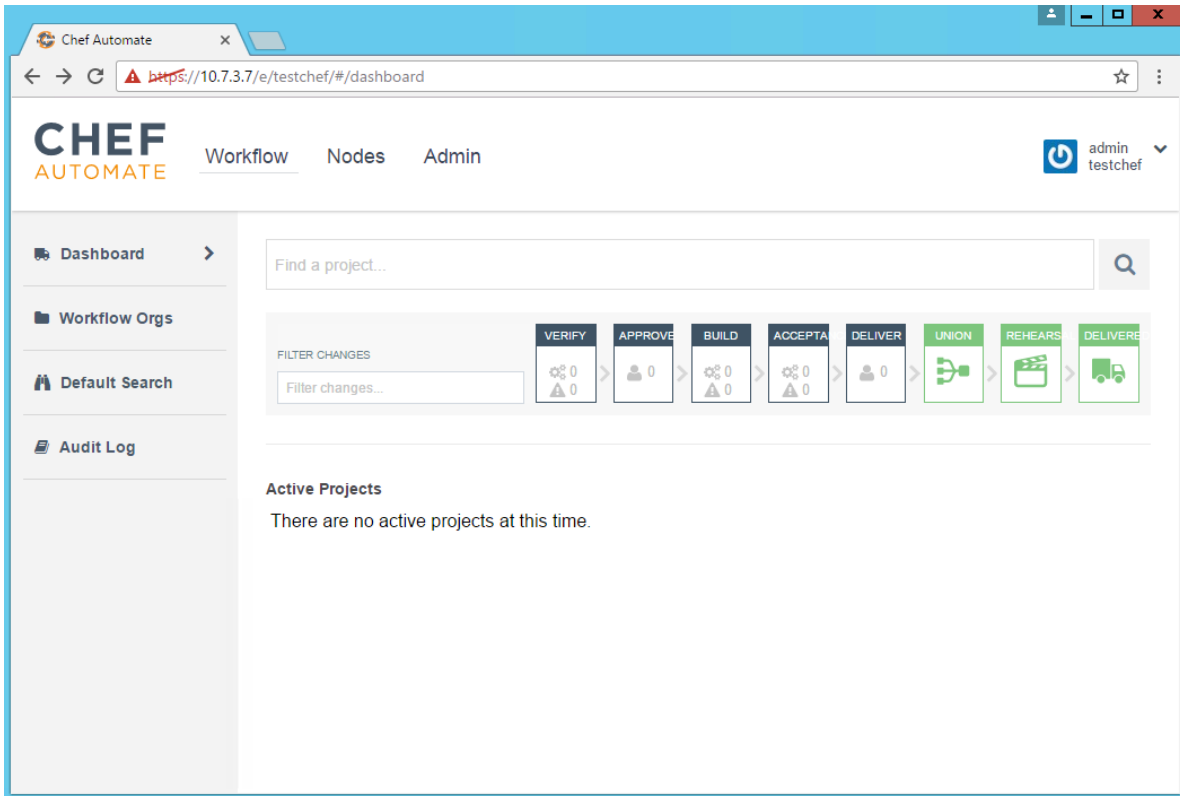 Chef Automate
https://10.7.3.7/e/testchef/#/dashboard
CHEF
AUTOMATE
Workflow Nodes Admin
admin
testchef
Dashboard
Workflow Orgs
Default Search
Audit Log
Find a project...
FILTER CHANGES
Filter changes...
VERIFY
0
0
APPROVE
0
BUILD
0
0
ACCEPTA
0
0
DELIVER
0
UNION
REHEARS
DELIVERE
Active Projects
There are no active projects at this time.